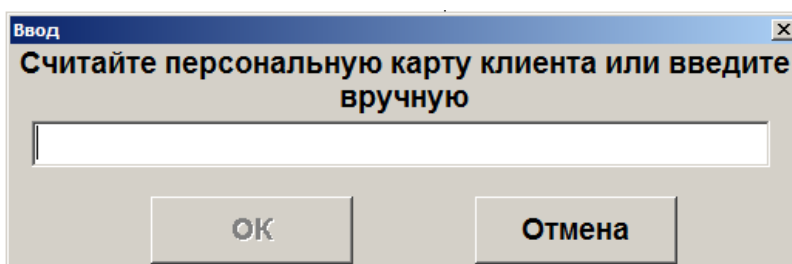 Ввод
Считайте персональную карту клиента или введите
вручную
ОК
Отмена